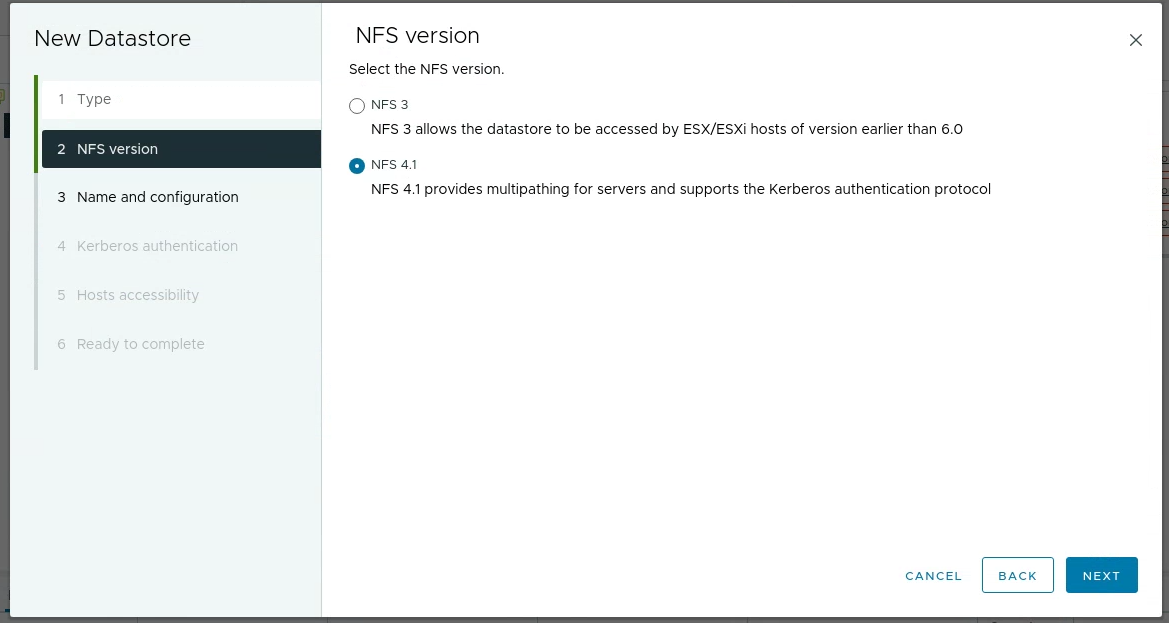 New Datastore
1 Type
2 NFS version
3 Name and configuration
4 Kerberos authentication
5 Hosts accessibility
6 Ready to complete
NFS version
Select the NFS version.
NFS 3
NFS 3 allows the datastore to be accessed by ESX/ESXi hosts of version earlier than 6.0
NFS 4.1
NFS 4.1 provides multipathing for servers and supports the Kerberos authentication protocol
CANCEL
BACK
NEXT